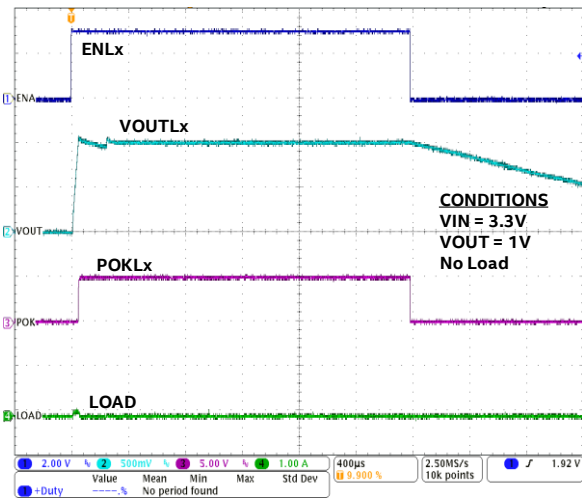 ENLx
1 ENA
VOUTLx
CONDITIONS
VIN = 3.3V
VOUT = 1V
No Load
2 VOUT
POKLx
3 POK
LOAD
4 LOAD
1 2.00 V 2 500mV 3 5.00 V 4 1.00 A
400µs
9.900 %
2.50MS/s
10k points
1 1.92 V
Value Mean Min Max Std Dev
1 +Duty ----.% No period found